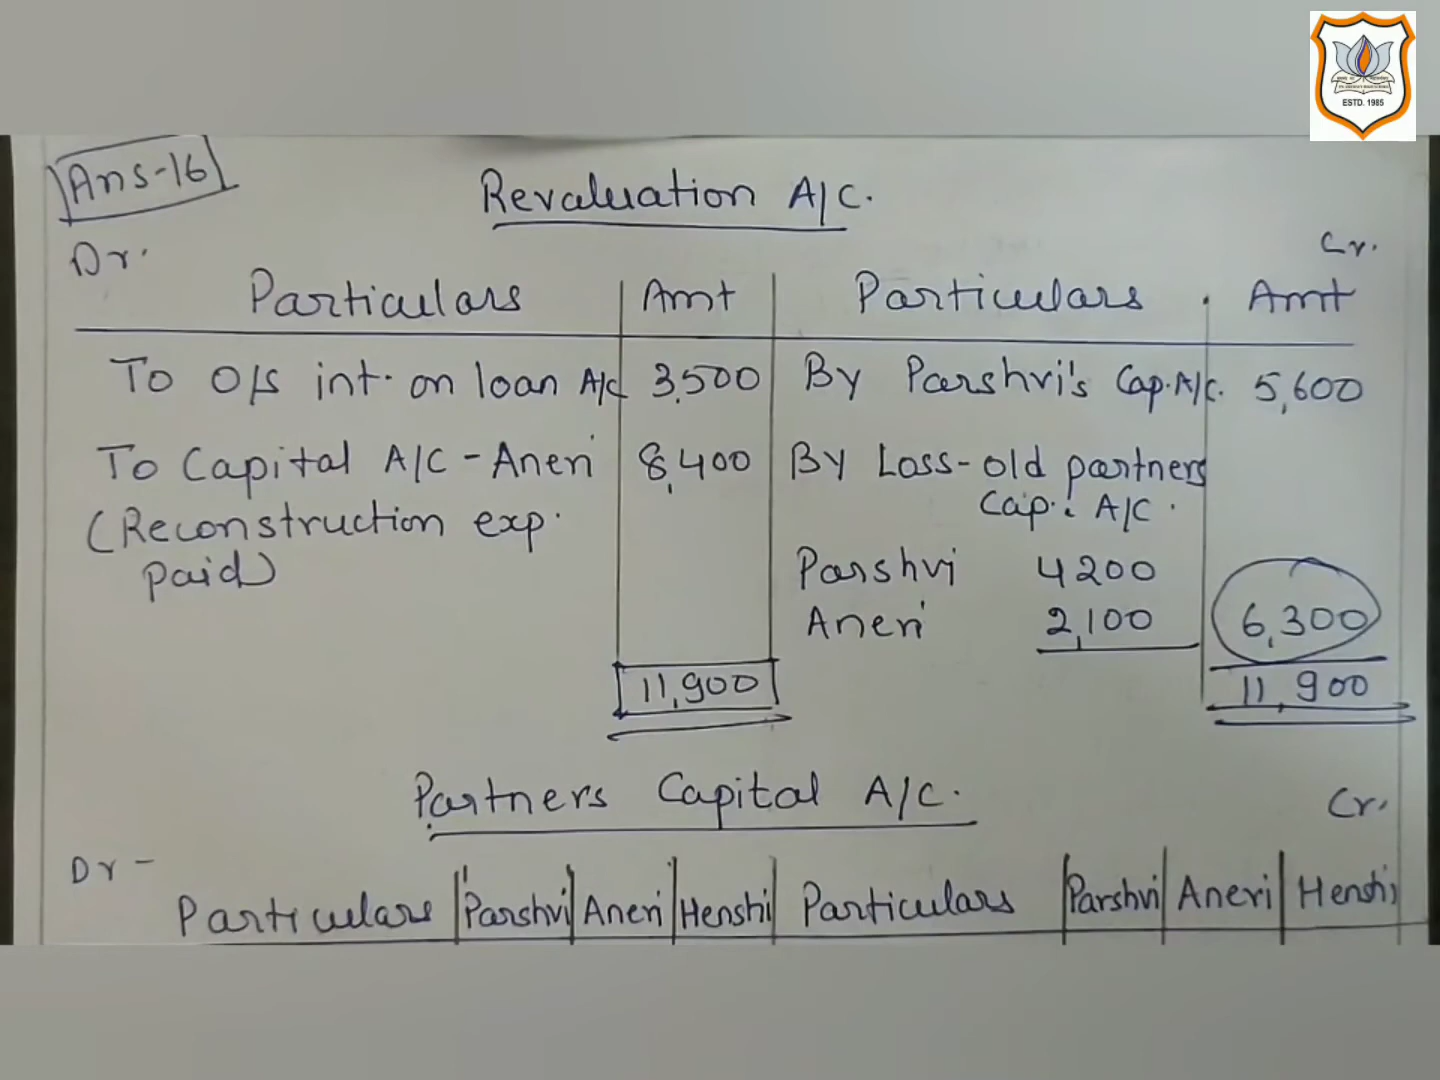 ESTD. 1985
Ans-16
Revaluation A/C.
Dr. Cr.
Particulars Amt Particulars Amt
To O/s int. on loan A/c 3,500 By Parshvi's Cap. A/c. 5,600
To Capital A/C - Aneri 8,400 By Loss - old partners
Cap. A/C.
(Reconstruction exp.
paid)
Parshvi 4200
Aneri 2,100 6,300
11,900 11,900
Partners Capital A/C.
Dr - Cr.
Particulars Parshvi Aneri Henshi Particulars Parshvi Aneri Henshi